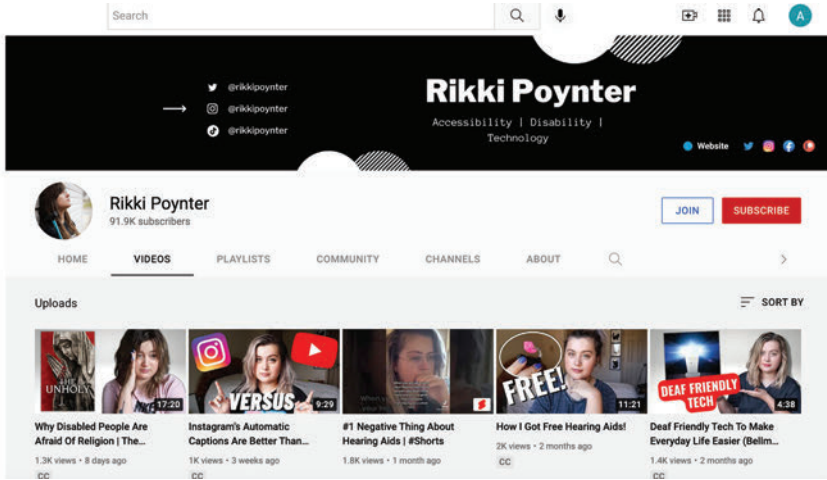 Search
A
@rikkipoynter
@rikkipoynter
@rikkipoynter
Rikki Poynter
Accessibility | Disability |
Technology
Website
Rikki Poynter
91.9K subscribers
JOIN
SUBSCRIBE
HOME
VIDEOS
PLAYLISTS
COMMUNITY
CHANNELS
ABOUT
Uploads
SORT BY
THE
UNHOLY
17:20
VERSUS
9:29
FREE!
11:21
DEAF FRIENDLY
TECH
4:38
Why Disabled People Are
Afraid Of Religion | The...
1.3K views • 8 days ago
CC
Instagram's Automatic
Captions Are Better Than...
1K views • 3 weeks ago
CC
#1 Negative Thing About
Hearing Aids | #Shorts
1.8K views • 1 month ago
How I Got Free Hearing Aids!
2K views • 2 months ago
CC
Deaf Friendly Tech To Make
Everyday Life Easier (Bellm...
1.4K views • 2 months ago
CC